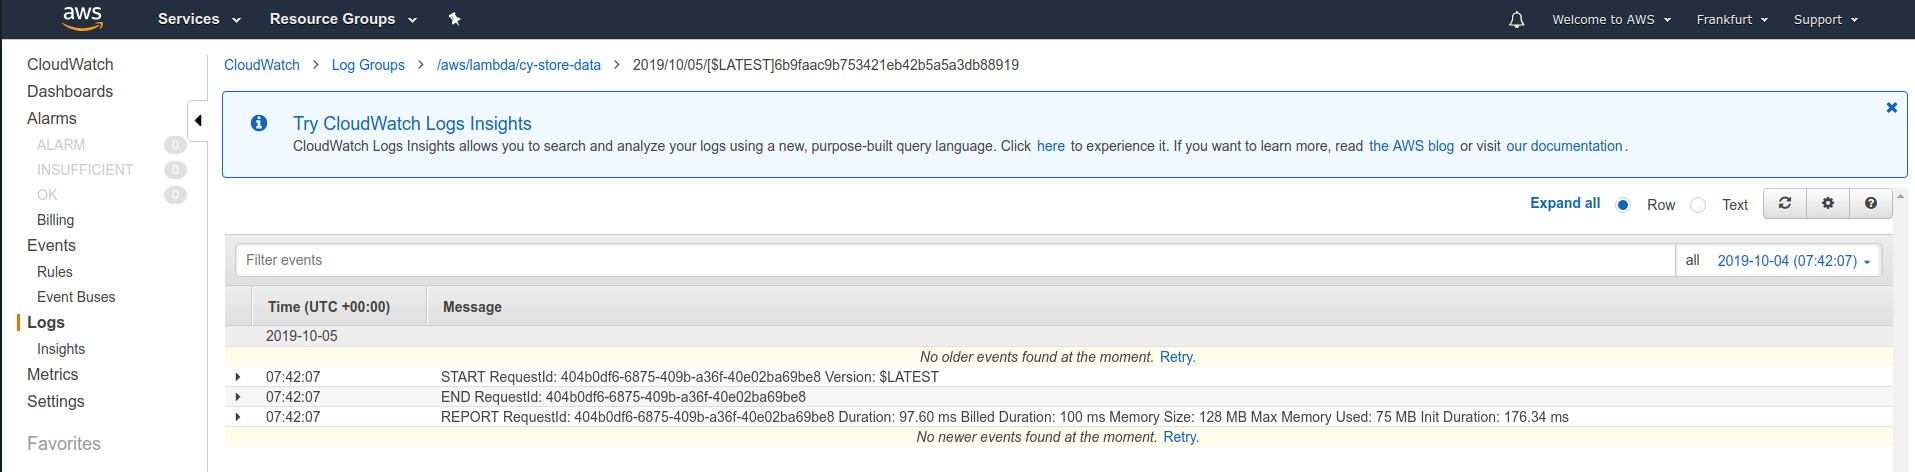 aws Services Resource Groups Welcome to AWS Frankfurt Support
CloudWatch
Dashboards
Alarms
ALARM 0
INSUFFICIENT 0
OK 0
Billing
Events
Rules
Event Buses
Logs
Insights
Metrics
Settings
Favorites
CloudWatch > Log Groups > /aws/lambda/cy-store-data > 2019/10/05/[$LATEST]6b9faac9b753421eb42b5a5a3db88919
Try CloudWatch Logs Insights
CloudWatch Logs Insights allows you to search and analyze your logs using a new, purpose-built query language. Click here to experience it. If you want to learn more, read the AWS blog or visit our documentation.
Expand all Row Text
Filter events all 2019-10-04 (07:42:07)
Time (UTC +00:00) Message
2019-10-05
No older events found at the moment. Retry.
07:42:07 START RequestId: 404b0df6-6875-409b-a36f-40e02ba69be8 Version: $LATEST
07:42:07 END RequestId: 404b0df6-6875-409b-a36f-40e02ba69be8
07:42:07 REPORT RequestId: 404b0df6-6875-409b-a36f-40e02ba69be8 Duration: 97.60 ms Billed Duration: 100 ms Memory Size: 128 MB Max Memory Used: 75 MB Init Duration: 176.34 ms
No newer events found at the moment. Retry.